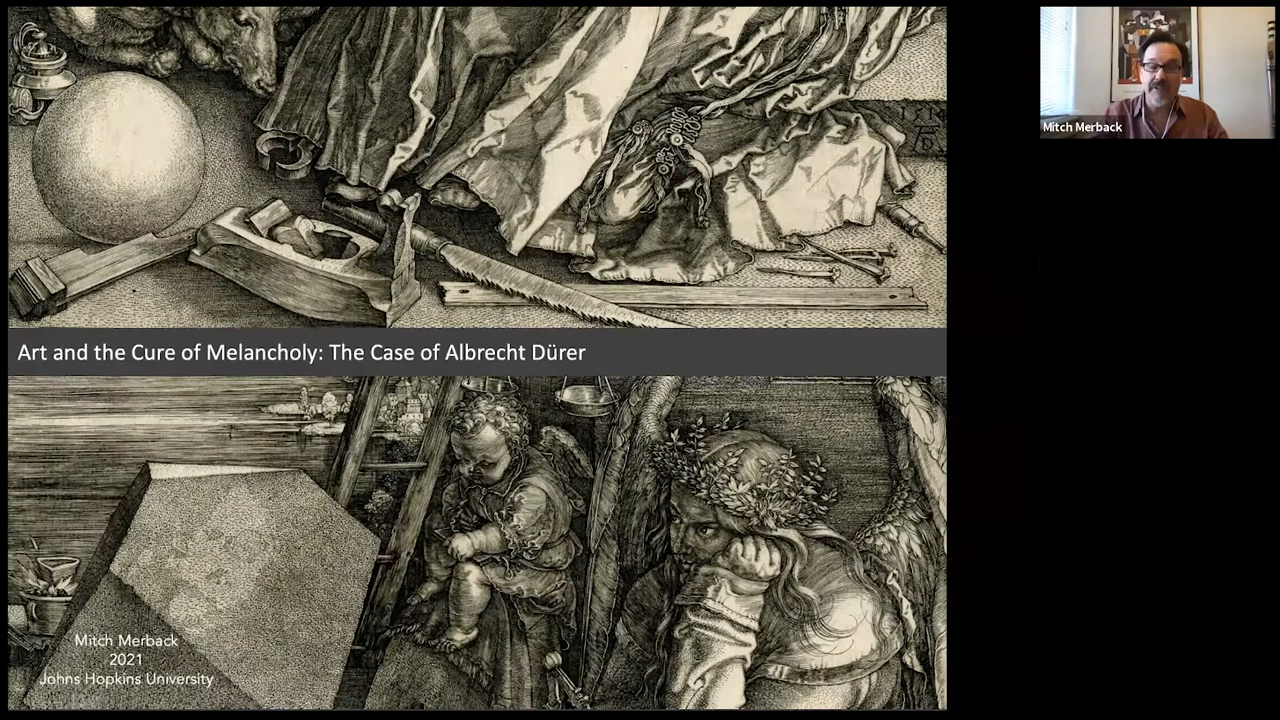 Art and the Cure of Melancholy: The Case of Albrecht Dürer
Mitch Merback
2021
Johns Hopkins University
Mitch Merback